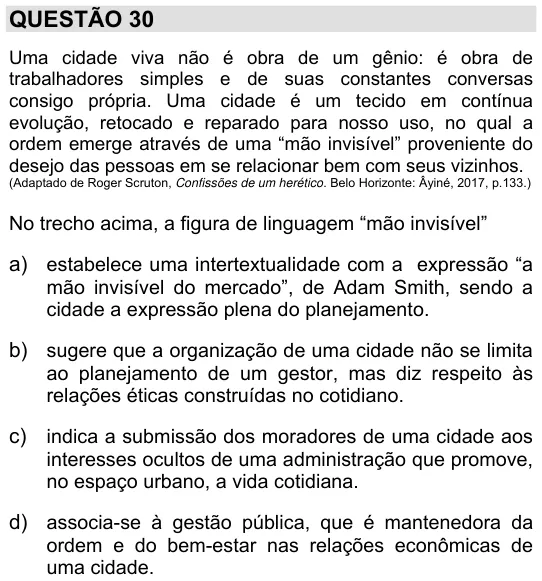 QUESTÃO 30
Uma cidade viva não é obra de um gênio: é obra de
trabalhadores simples e de suas constantes conversas
consigo própria. Uma cidade é um tecido em contínua
evolução, retocado e reparado para nosso uso, no qual a
ordem emerge através de uma “mão invisível” proveniente do
desejo das pessoas em se relacionar bem com seus vizinhos.
(Adaptado de Roger Scruton, Confissões de um herético. Belo Horizonte: Âyiné, 2017, p.133.)
No trecho acima, a figura de linguagem “mão invisível”
a) estabelece uma intertextualidade com a expressão “a
mão invisível do mercado”, de Adam Smith, sendo a
cidade a expressão plena do planejamento.
b) sugere que a organização de uma cidade não se limita
ao planejamento de um gestor, mas diz respeito às
relações éticas construídas no cotidiano.
c) indica a submissão dos moradores de uma cidade aos
interesses ocultos de uma administração que promove,
no espaço urbano, a vida cotidiana.
d) associa-se à gestão pública, que é mantenedora da
ordem e do bem-estar nas relações econômicas de
uma cidade.